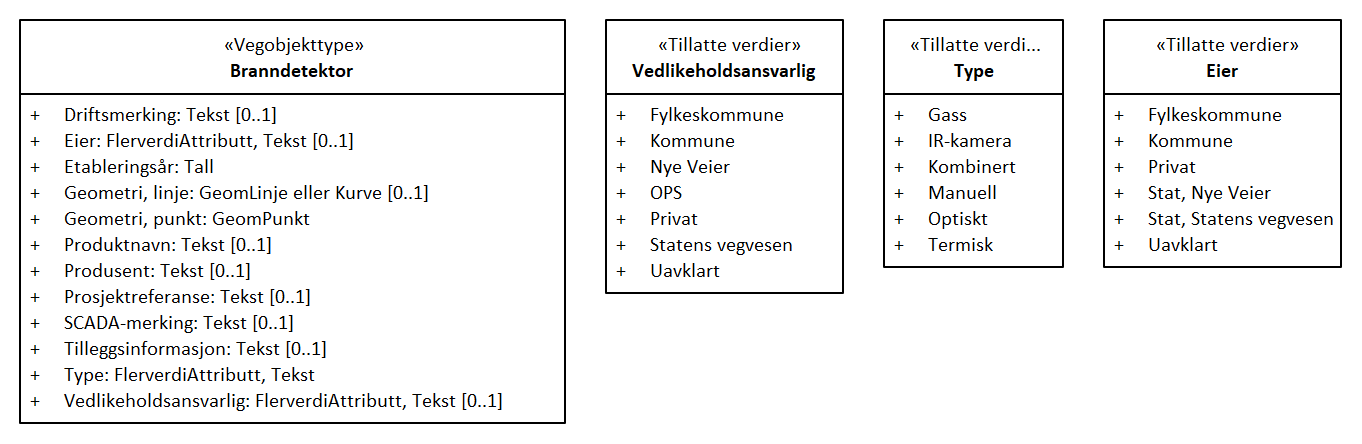 «Vegobjekttype»
Branndetektor
+ Driftsmerking: Tekst [0..1]
+ Eier: FlerverdiAttributt, Tekst [0..1]
+ Etableringsår: Tall
+ Geometri, linje: GeomLinje eller Kurve [0..1]
+ Geometri, punkt: GeomPunkt
+ Produktnavn: Tekst [0..1]
+ Produsent: Tekst [0..1]
+ Prosjektreferanse: Tekst [0..1]
+ SCADA-merking: Tekst [0..1]
+ Tilleggsinformasjon: Tekst [0..1]
+ Type: FlerverdiAttributt, Tekst
+ Vedlikeholdsansvarlig: FlerverdiAttributt, Tekst [0..1]
«Tillatte verdier»
Vedlikeholdsansvarlig
+ Fylkeskommune
+ Kommune
+ Nye Veier
+ OPS
+ Privat
+ Statens vegvesen
+ Uavklart
«Tillatte verdi...
Type
+ Gass
+ IR-kamera
+ Kombinert
+ Manuell
+ Optiskt
+ Termisk
«Tillatte verdier»
Eier
+ Fylkeskommune
+ Kommune
+ Privat
+ Stat, Nye Veier
+ Stat, Statens vegvesen
+ Uavklart